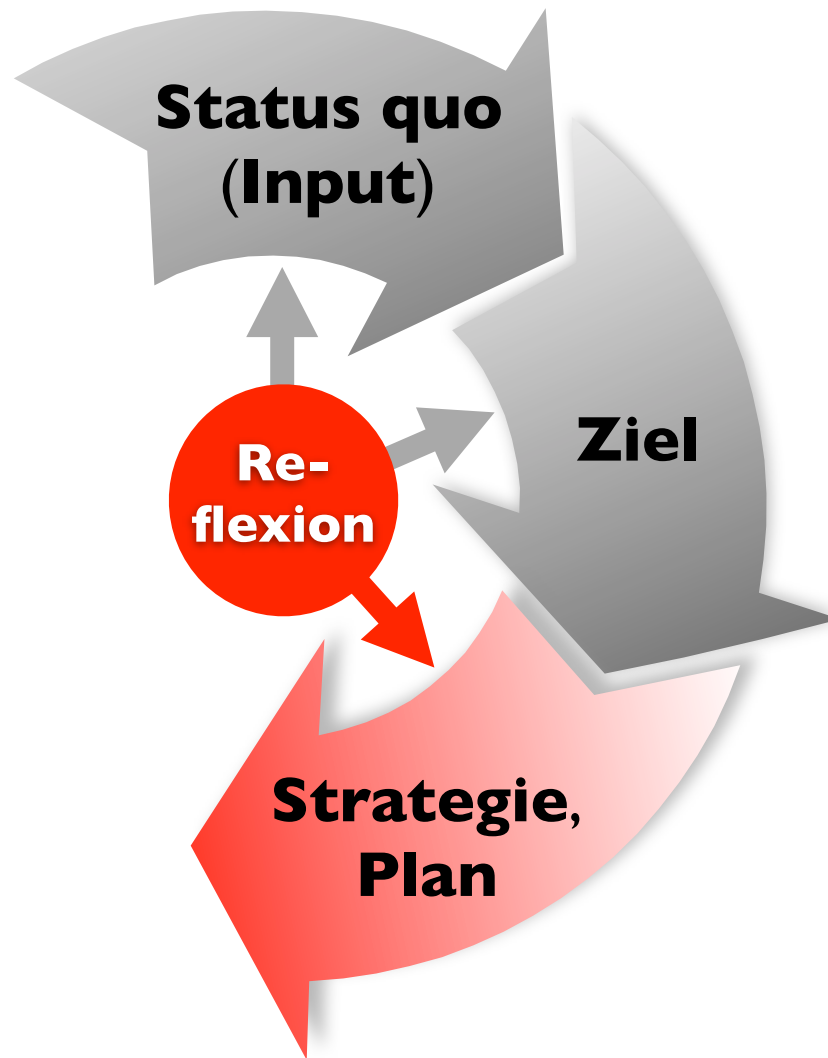 Status quo
(Input)
Ziel
Re-
flexion
Strategie,
Plan